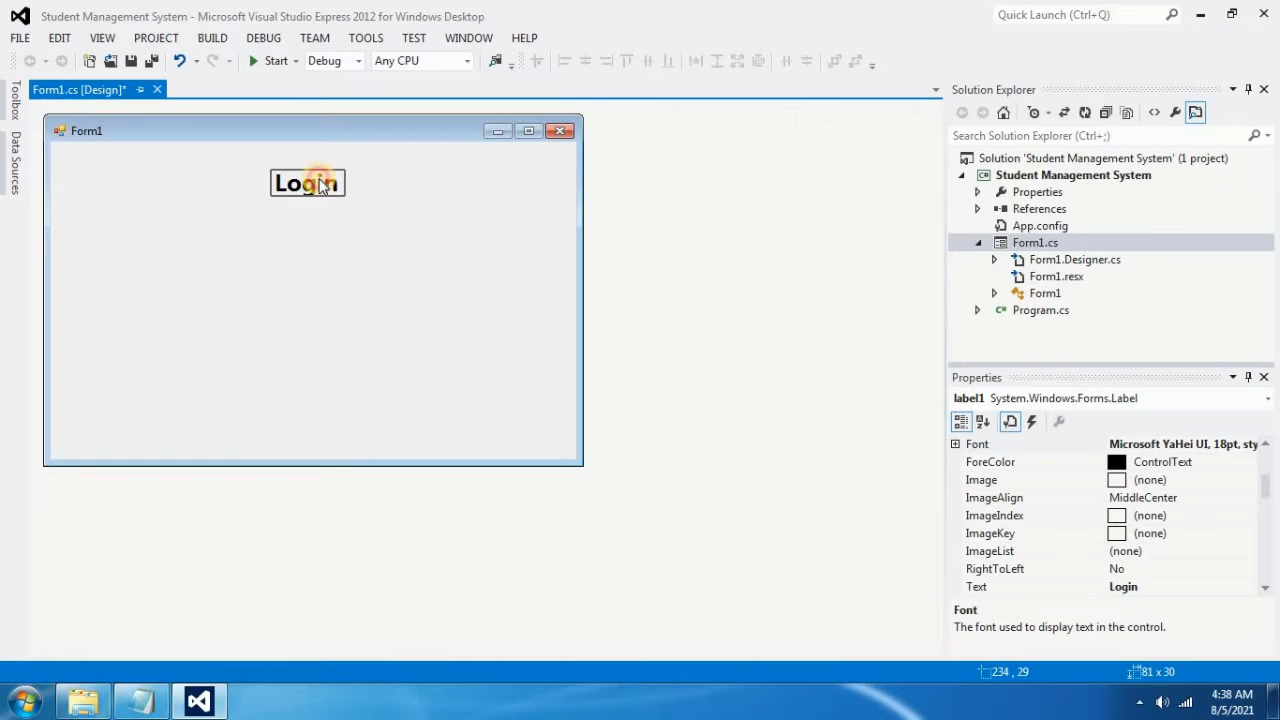 Student Management System - Microsoft Visual Studio Express 2012 for Windows Desktop
Quick Launch (Ctrl+Q)
FILE EDIT VIEW PROJECT BUILD DEBUG TEAM TOOLS TEST WINDOW HELP
Start Debug Any CPU
Toolbox
Data Sources
Form1.cs [Design]*
Form1
Login
Solution Explorer
Search Solution Explorer (Ctrl+;)
Solution 'Student Management System' (1 project)
C# Student Management System
Properties
References
App.config
Form1.cs
Form1.Designer.cs
Form1.resx
Form1
C# Program.cs
Properties
label1 System.Windows.Forms.Label
Font Microsoft YaHei UI, 18pt, sty
ForeColor ControlText
Image (none)
ImageAlign MiddleCenter
ImageIndex (none)
ImageKey (none)
ImageList (none)
RightToLeft No
Text Login
Font
The font used to display text in the control.
234 , 29 81 x 30
4:38 AM
8/5/2021